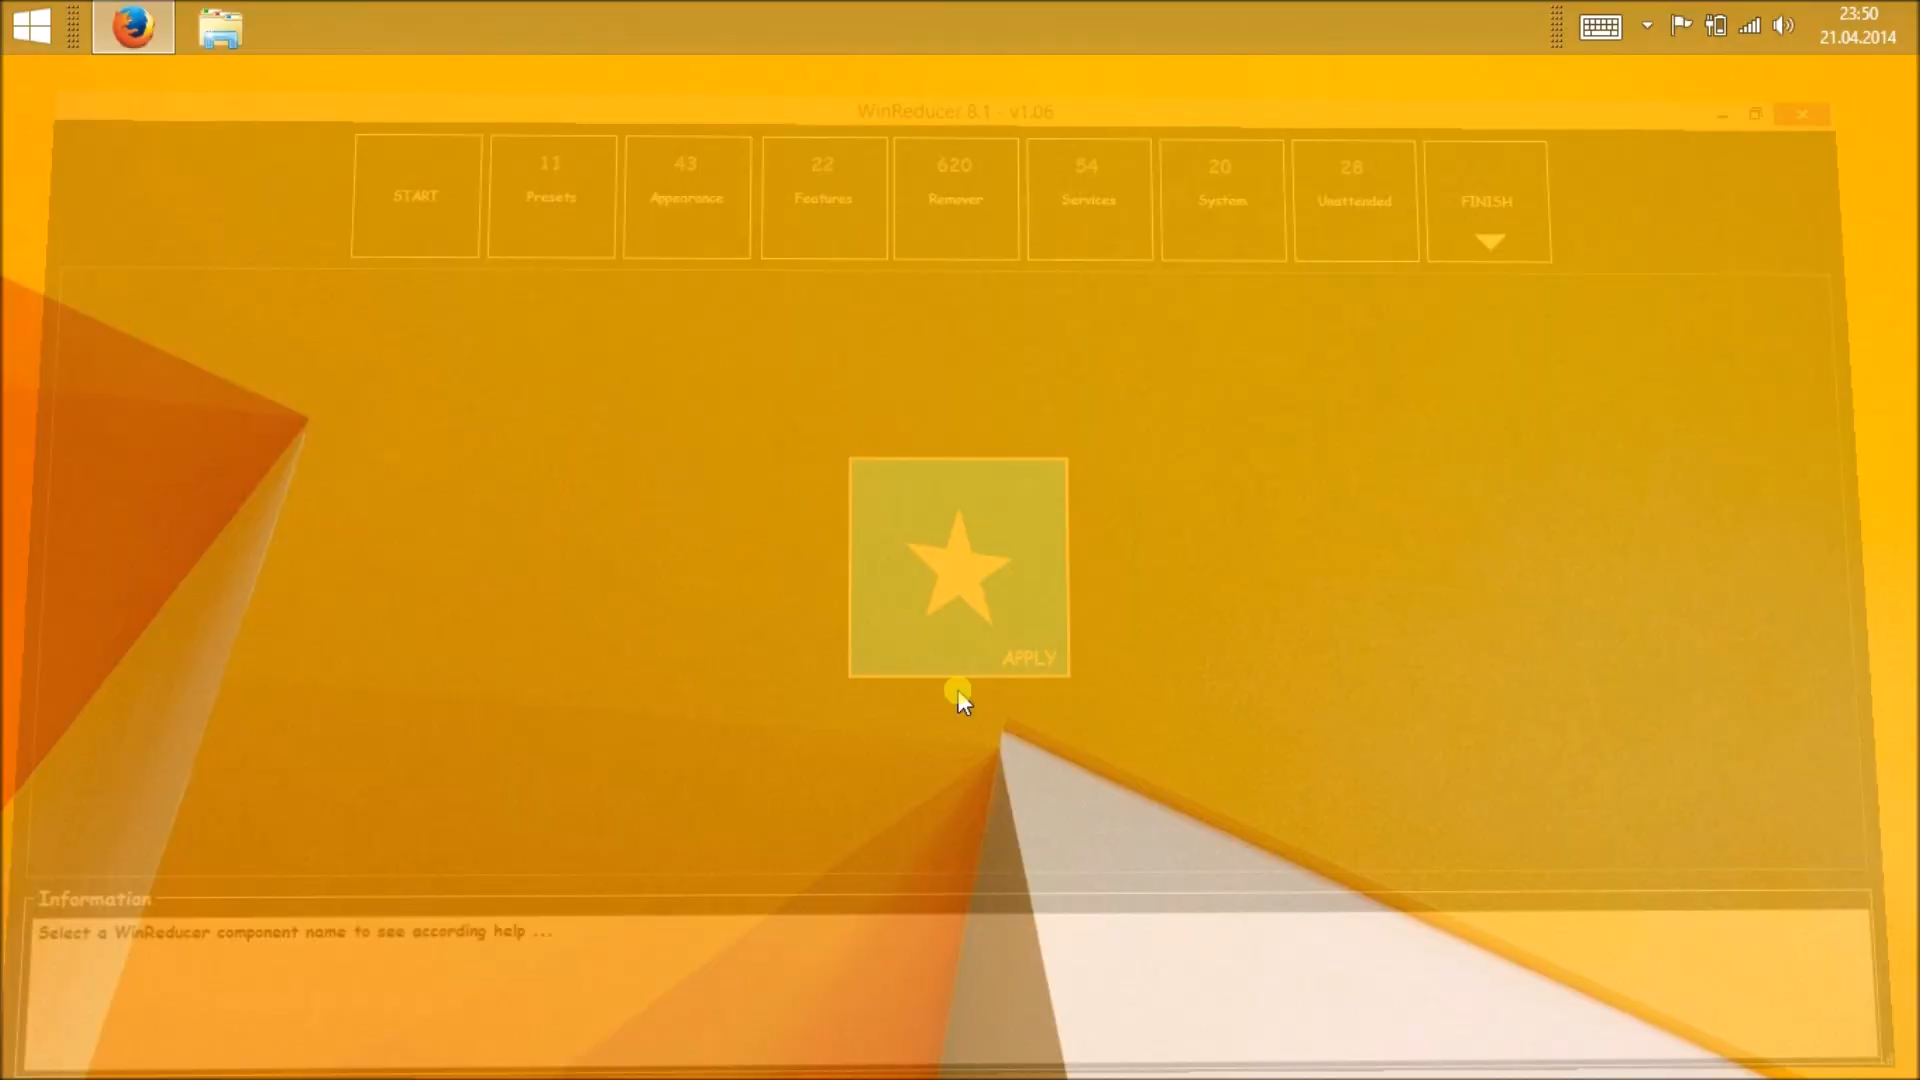 23:50
21.04.2014
WinReducer 8.1 - v1.06
START
11
Presets
43
Appearance
22
Features
620
Remover
54
Services
20
System
28
Unattended
FINISH
APPLY
Information
Select a WinReducer component name to see according help ...